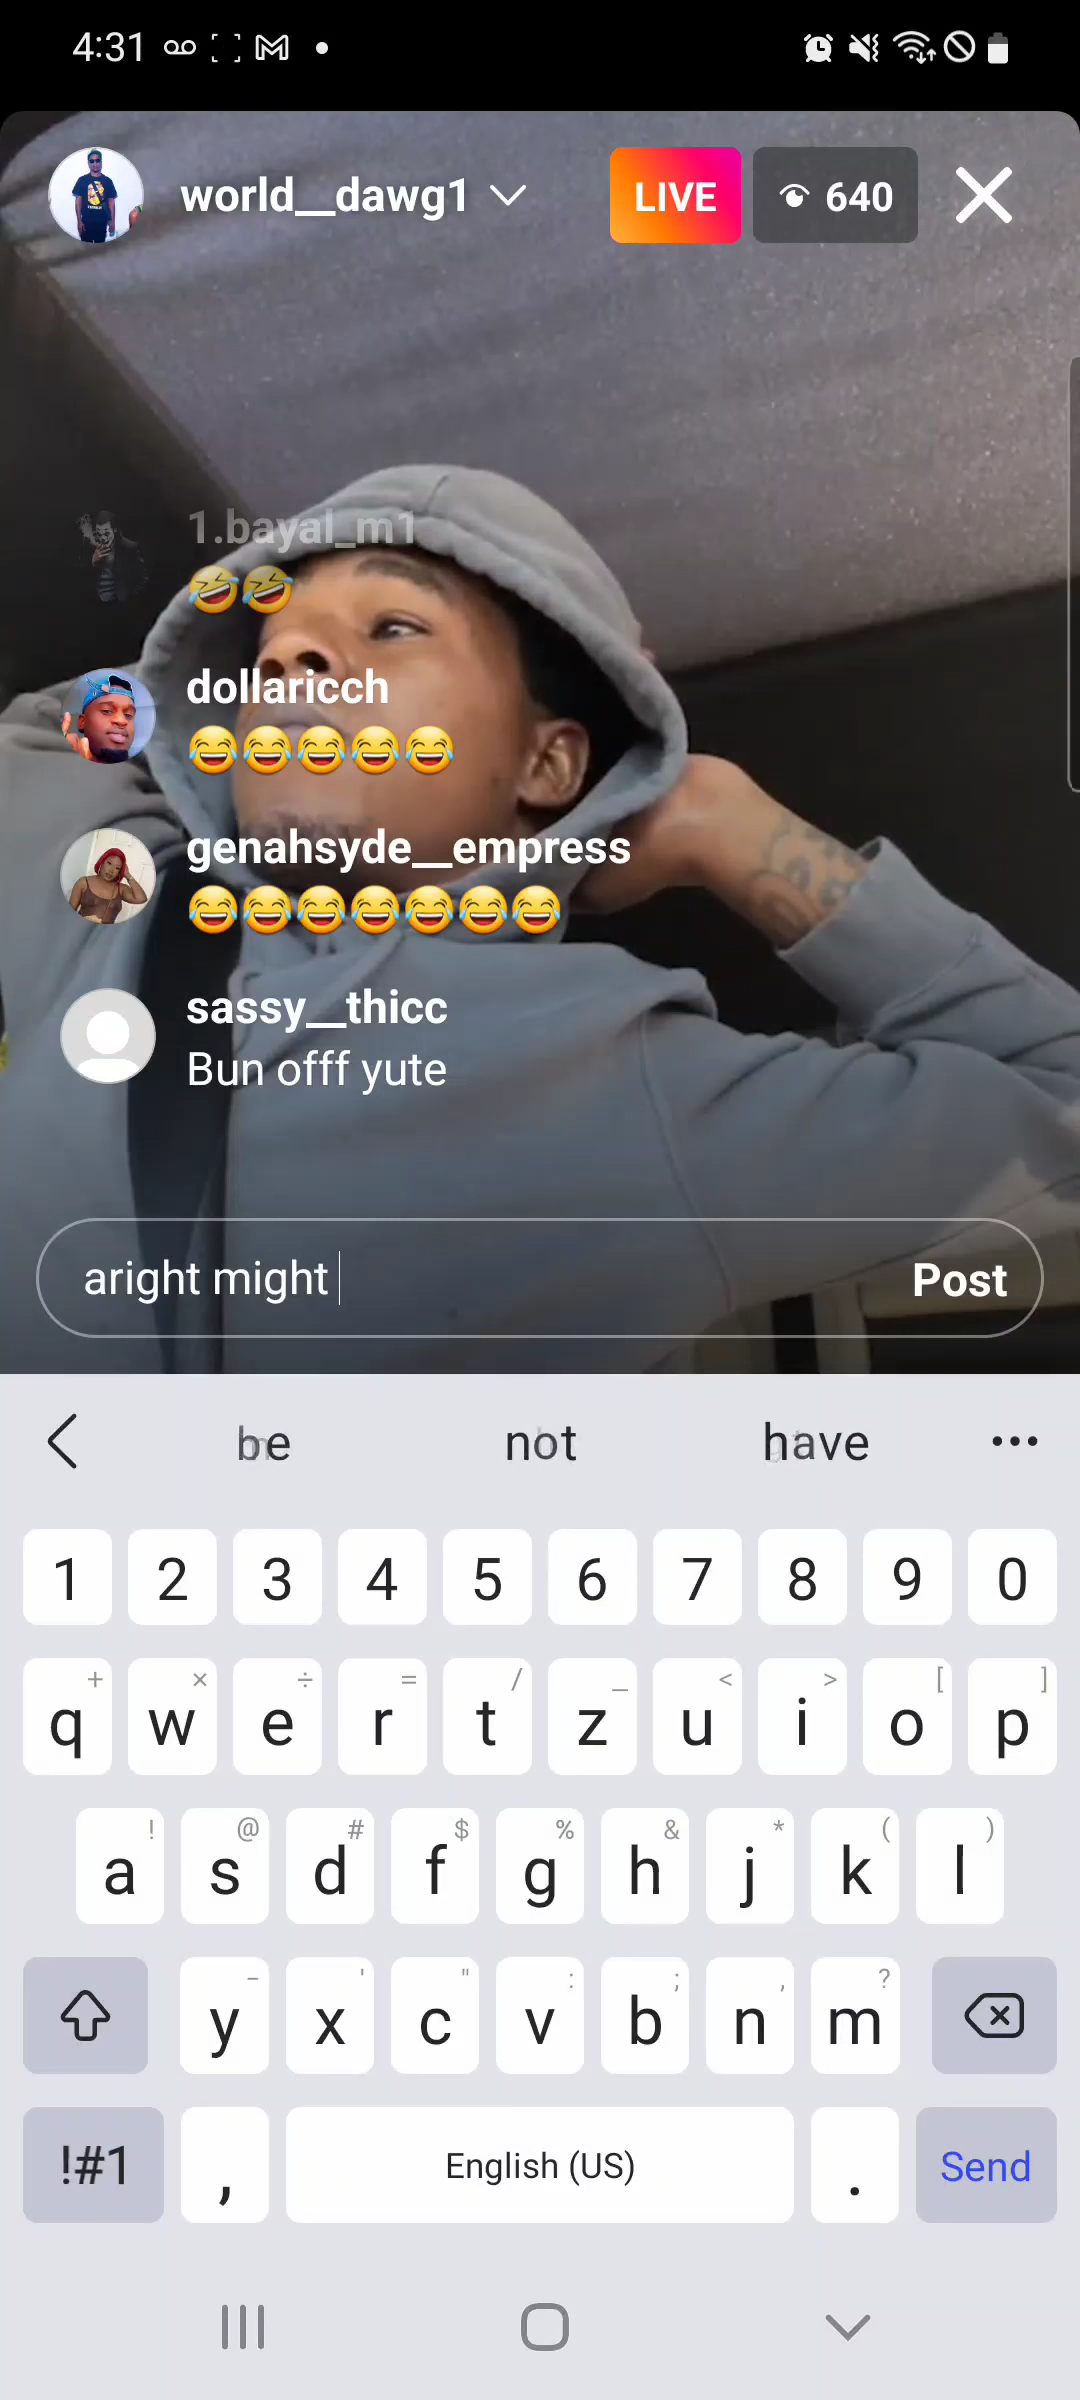 4:31
world__dawg1
LIVE
640
1.bayal_m1
🤣🤣
dollaricch
😂😂😂😂😂
genahsyde__empress
😂😂😂😂😂😂😂
sassy__thicc
Bun offf yute
aright might
Post
be not have
1 2 3 4 5 6 7 8 9 0
+ × ÷ = / _ < > [ ]
q w e r t z u i o p
! @ # $ % & * ( )
a s d f g h j k l
- ' " : ; , ?
y x c v b n m
!#1 , English (US) . Send